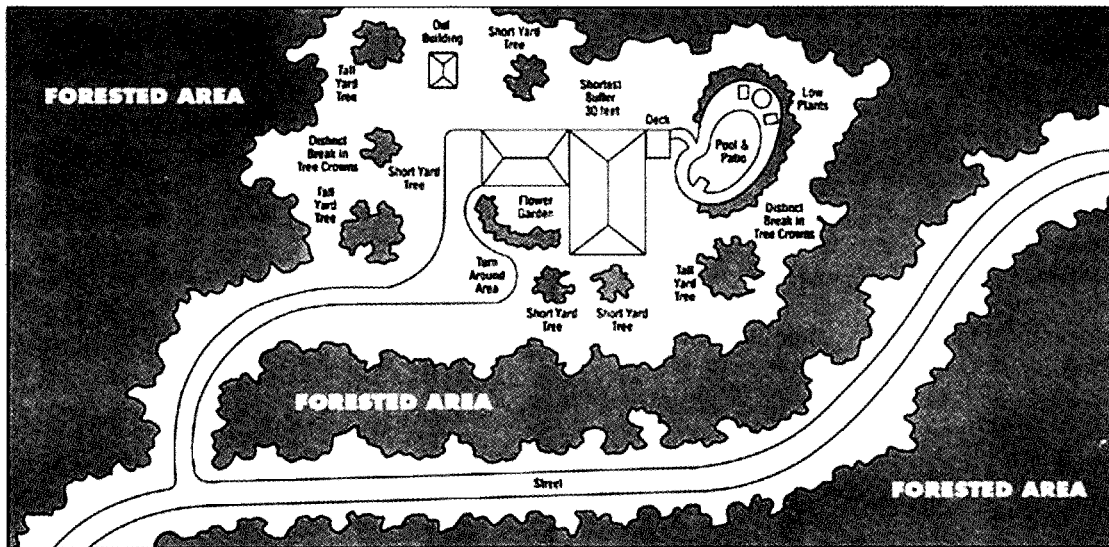 Out
Building
Short Yard
Tree
Tall
Yard
Tree
FORESTED AREA
Shortest
Buffer
30 feet
Low
Plants
Deck
Distinct
Break in
Tree Crowns
Short Yard
Tree
Pool &
Patio
Tall
Yard
Tree
Flower
Garden
Distinct
Break in
Tree Crowns
Turn
Around
Area
Tall
Yard
Tree
Short Yard
Tree
Short Yard
Tree
FORESTED AREA
Street
FORESTED AREA